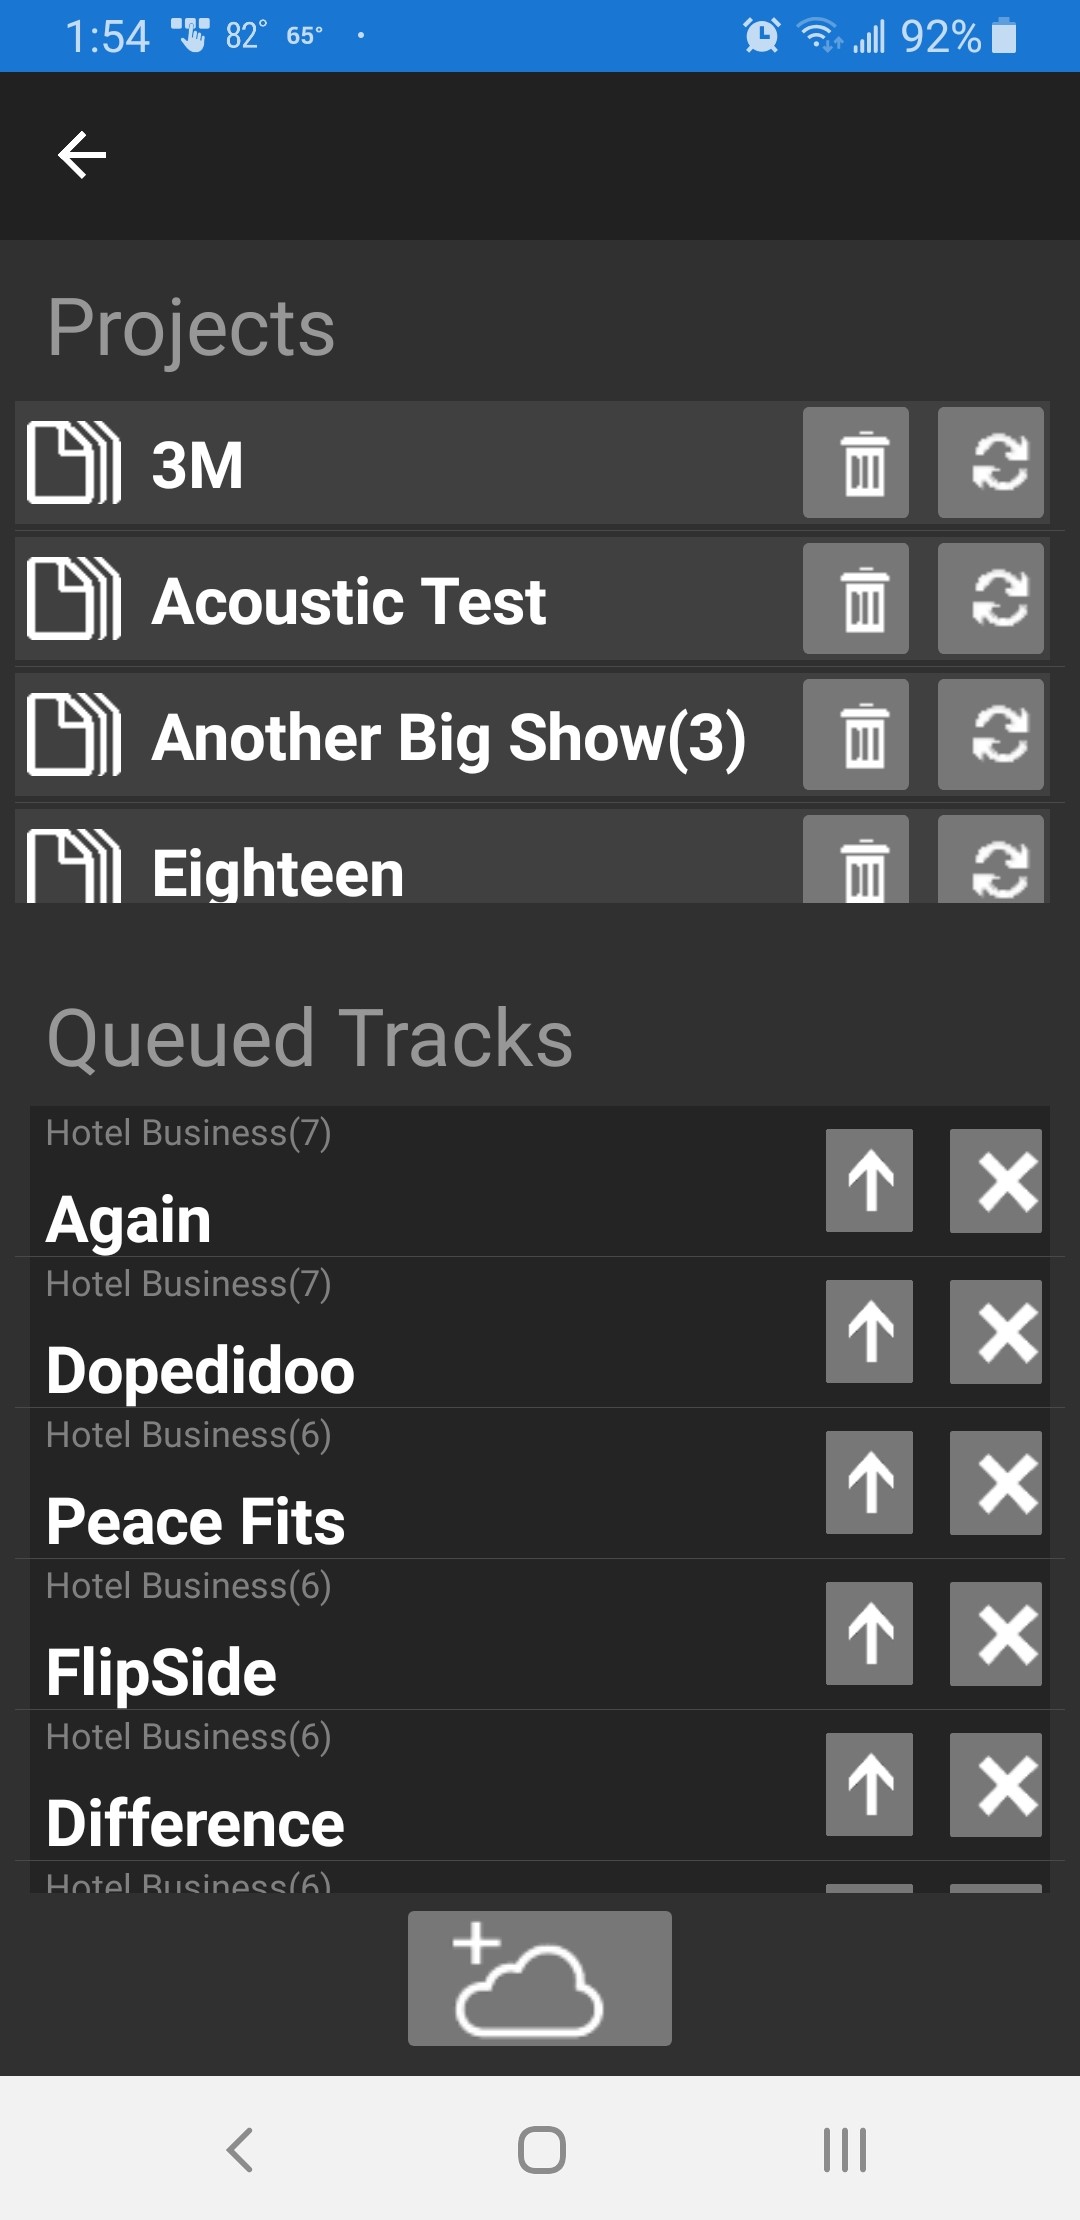 1:54 82° 65° 92%
Projects
3M
Acoustic Test
Another Big Show(3)
Eighteen
Queued Tracks
Hotel Business(7)
Again
Hotel Business(7)
Dopedidoo
Hotel Business(6)
Peace Fits
Hotel Business(6)
FlipSide
Hotel Business(6)
Difference
Hotel Business(6)